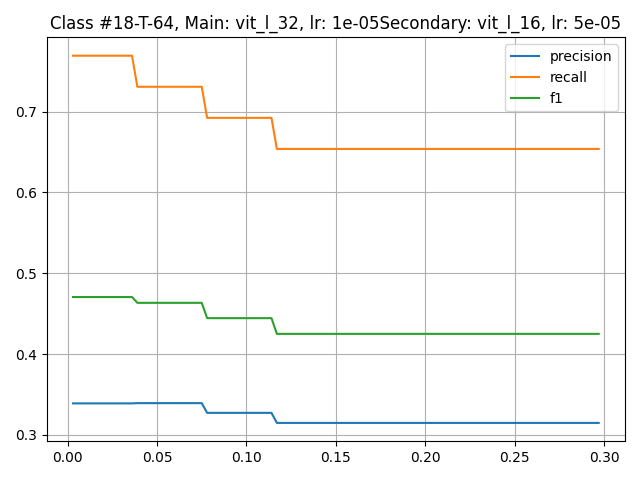 Class #18-T-64, Main: vit_l_32, lr: 1e-05Secondary: vit_l_16, lr: 5e-05
precision
recall
f1
0.7
0.6
0.5
0.4
0.3
0.00 0.05 0.10 0.15 0.20 0.25 0.30